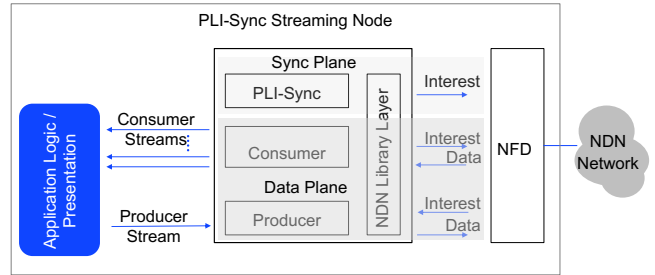 PLI-Sync Streaming Node
Sync Plane
PLI-Sync
Interest
Application Logic /
Presentation
Consumer
Streams
Consumer
NDN Library Layer
Interest
Data
NFD
NDN
Network
Data Plane
Producer
Stream
Producer
Interest
Data